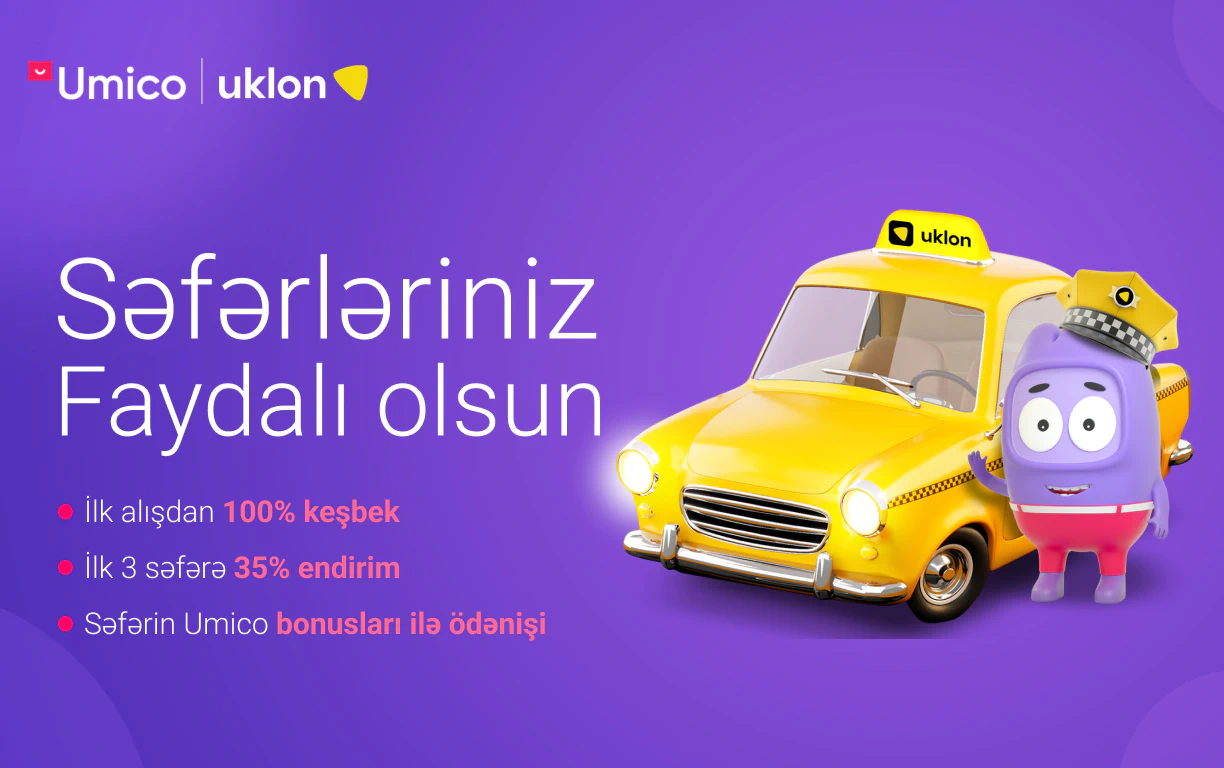 Umico | uklon
uklon
Səfərləriniz
Faydalı olsun
İlk alışdan 100% keşbek
İlk 3 səfərə 35% endirim
Səfərin Umico bonusları ilə ödənişi